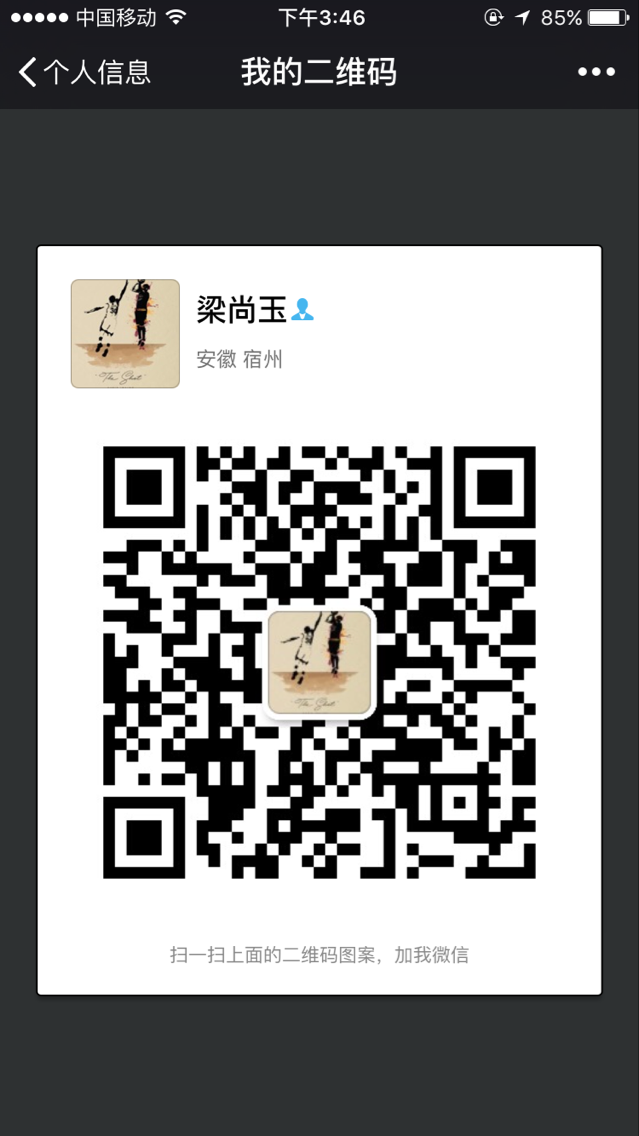 中国移动 下午3:46 85%
个人信息 我的二维码
梁尚玉
安徽 宿州
The Shot
The Shot
扫一扫上面的二维码图案，加我微信